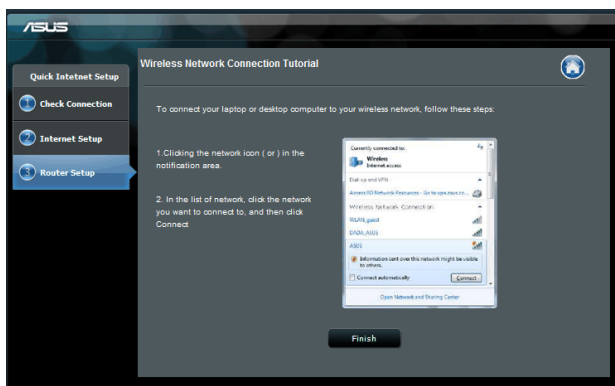 ASUS
Quick Intetnet Setup
1 Check Connection
2 Internet Setup
3 Router Setup
Wireless Network Connection Tutorial
To connect your laptop or desktop computer to your wireless network, follow these steps:
1.Clicking the network icon ( or ) in the
notification area.
2. In the list of network, click the network
you want to connect to, and then click
Connect
Currently connected to:
Wireless
Internet access
Dial-up and VPN
Wireless Network Connection
WLAN_guest
DADA_ASUS
ASUS
Information sent over this network might be visible
to others.
Connect automatically
Connect
Open Network and Sharing Center
Finish